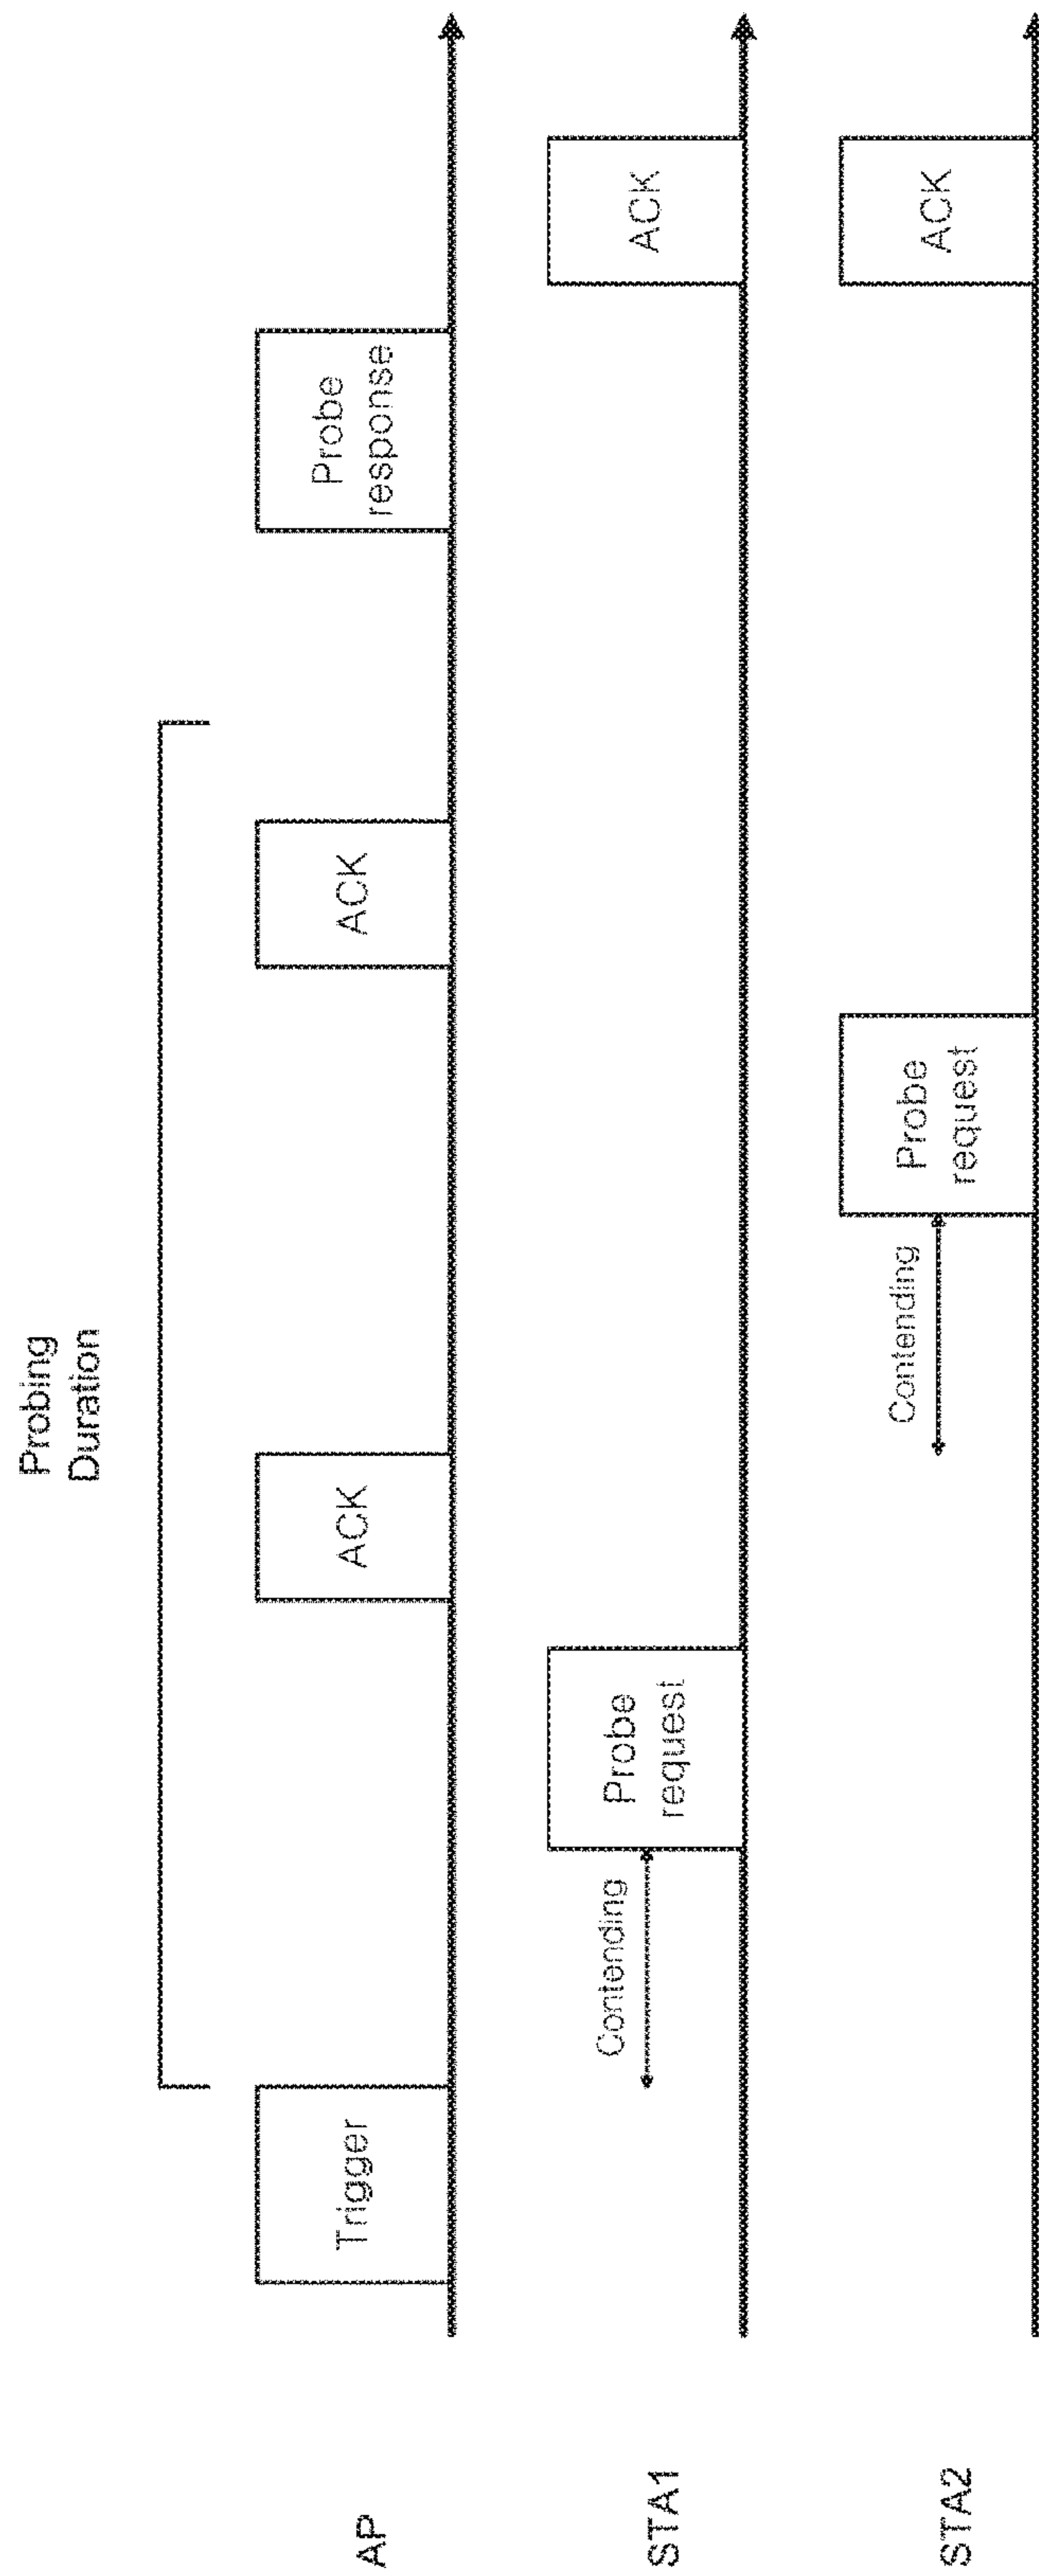 Probing
Duration
AP
Trigger
ACK
ACK
Probe
response
STA1
Contending
Probe
request
ACK
STA2
Contending
Probe
request
ACK